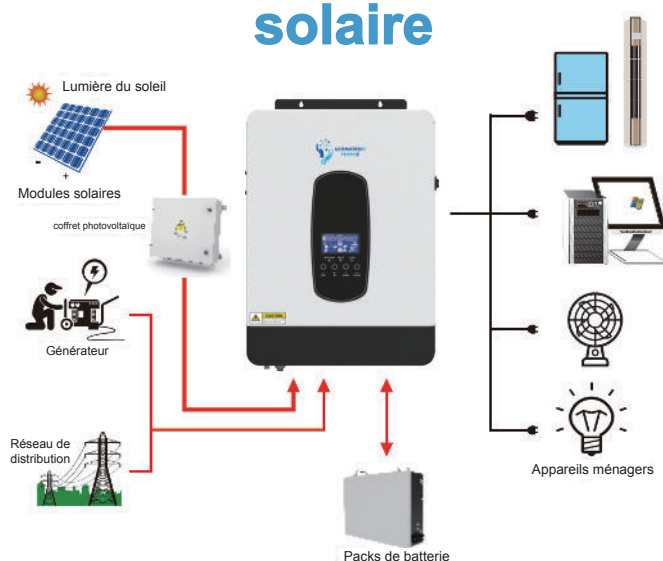 solaire
Lumière du soleil
- +
Modules solaires
coffret photovoltaïque
Générateur
Réseau de
distribution
Packs de batterie
Appareils ménagers